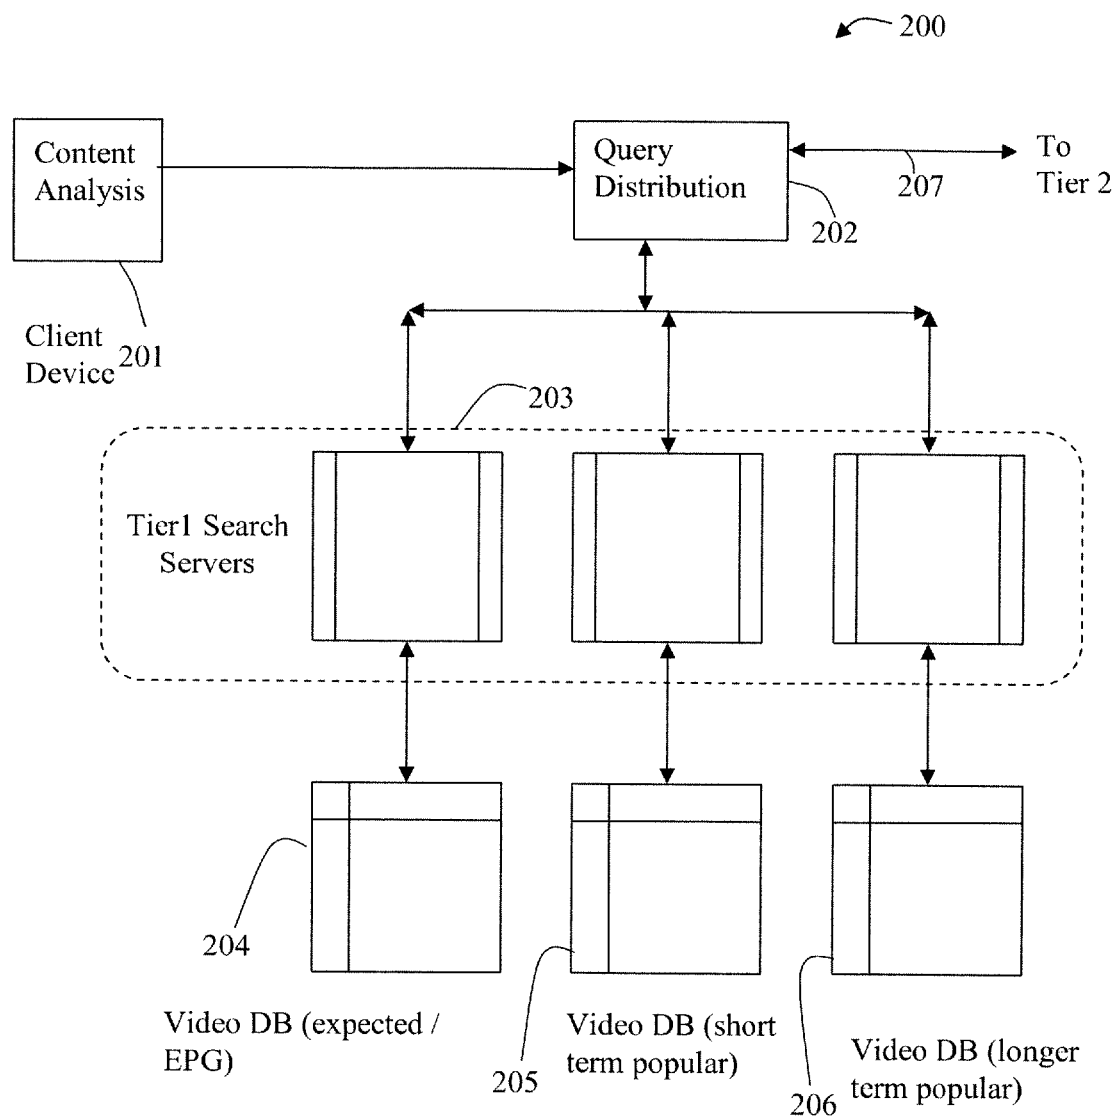 200
Content
Analysis
Query
Distribution
To
Tier 2
207
202
Client
Device
201
203
Tier1 Search
Servers
204
205
206
Video DB (expected /
EPG)
Video DB (short
term popular)
Video DB (longer
term popular)